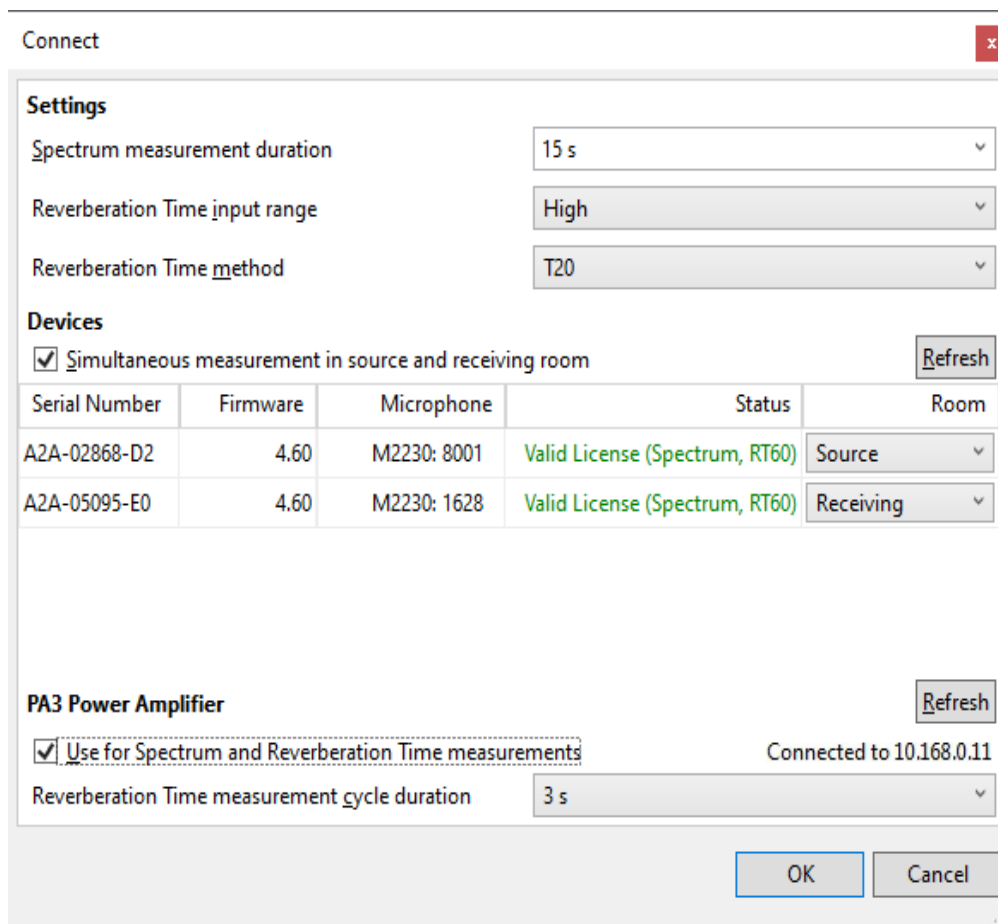 Connect
x
Settings
Spectrum measurement duration 15 s
Reverberation Time input range High
Reverberation Time method T20
Devices
Simultaneous measurement in source and receiving room Refresh
Serial Number Firmware Microphone Status Room
A2A-02868-D2 4.60 M2230: 8001 Valid License (Spectrum, RT60) Source
A2A-05095-E0 4.60 M2230: 1628 Valid License (Spectrum, RT60) Receiving
PA3 Power Amplifier Refresh
Use for Spectrum and Reverberation Time measurements Connected to 10.168.0.11
Reverberation Time measurement cycle duration 3 s
OK Cancel